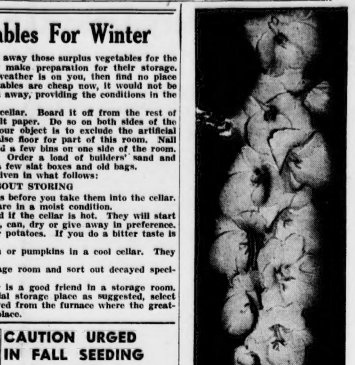 ables For Winter
away those surplus vegetables for the
make preparation for their storage.
weather is on you, then find no place
ables are cheap now, it would not be
away, providing the conditions in the
cellar. Board it off from the rest of
lt paper. Do so on both sides of the
our object is to exclude the artificial
alse floor for part of this room. Nail
d a few bins on one side of the room.
Order a load of builders' sand and
few slat boxes and old bags.
iven in what follows:
BOUT STORING
s before you take them into the cellar.
are in a moist condition.
d if the cellar is hot. They will start
, can, dry or give away in preference.
r potatoes. If you do a bitter taste is
h or pumpkins in a cool cellar. They
age room and sort out decayed speci-
r is a good friend in a storage room.
ial storage place as suggested, select
ved from the furnace where the great-
place.
CAUTION URGED
IN FALL SEEDING